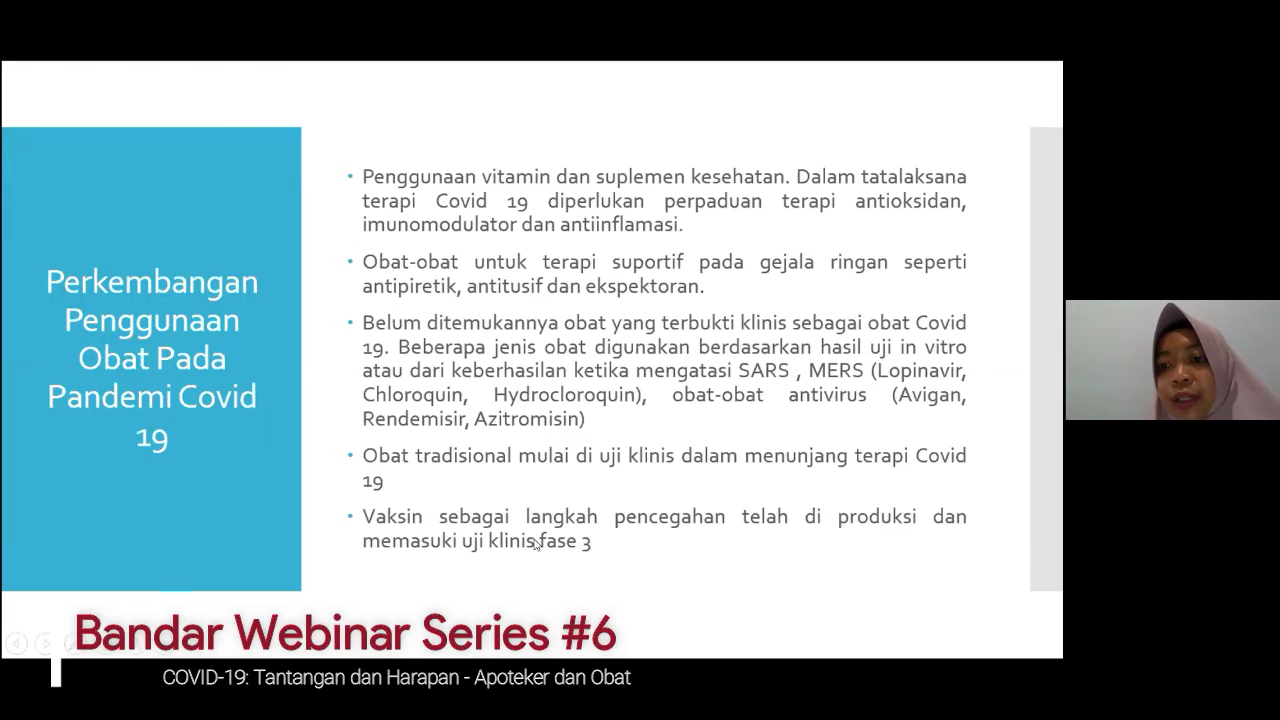 Perkembangan
Penggunaan
Obat Pada
Pandemi Covid
19
• Penggunaan vitamin dan suplemen kesehatan. Dalam tatalaksana
terapi Covid 19 diperlukan perpaduan terapi antioksidan,
imunomodulator dan antiinflamasi.
• Obat-obat untuk terapi suportif pada gejala ringan seperti
antipiretik, antitusif dan ekspektoran.
• Belum ditemukannya obat yang terbukti klinis sebagai obat Covid
19. Beberapa jenis obat digunakan berdasarkan hasil uji in vitro
atau dari keberhasilan ketika mengatasi SARS , MERS (Lopinavir,
Chloroquin, Hydrocloroquin), obat-obat antivirus (Avigan,
Rendemisir, Azitromisin)
• Obat tradisional mulai di uji klinis dalam menunjang terapi Covid
19
• Vaksin sebagai langkah pencegahan telah di produksi dan
memasuki uji klinis fase 3
Bandar Webinar Series #6
COVID-19: Tantangan dan Harapan - Apoteker dan Obat